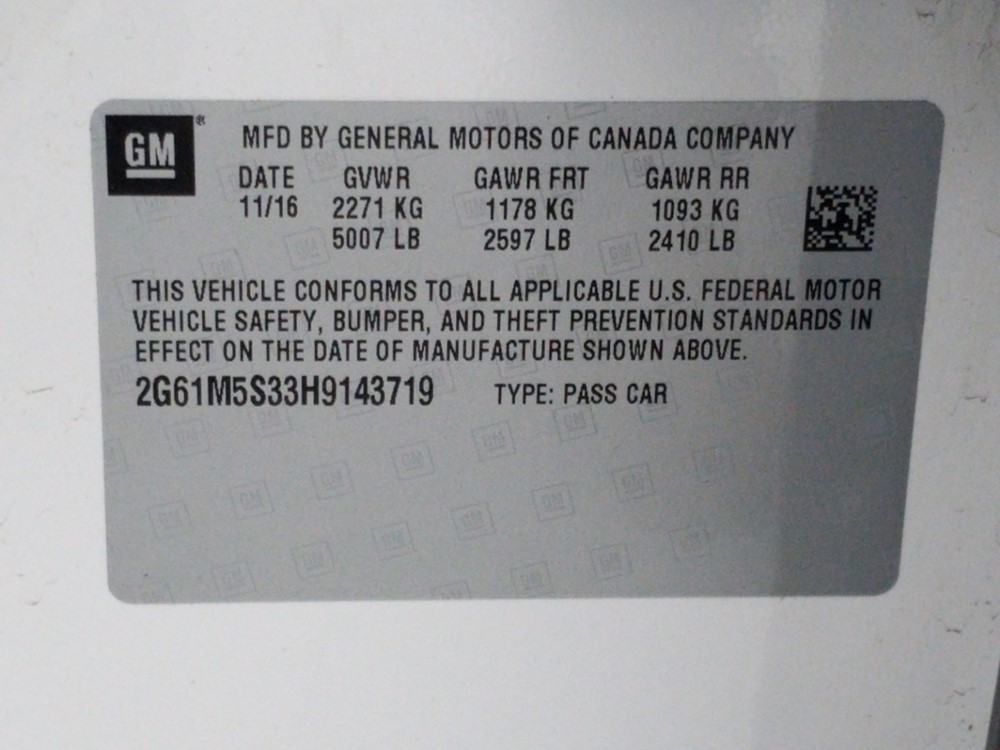 GM®
MFD BY GENERAL MOTORS OF CANADA COMPANY
DATE GVWR GAWR FRT GAWR RR
11/16 2271 KG 1178 KG 1093 KG
5007 LB 2597 LB 2410 LB
THIS VEHICLE CONFORMS TO ALL APPLICABLE U.S. FEDERAL MOTOR
VEHICLE SAFETY, BUMPER, AND THEFT PREVENTION STANDARDS IN
EFFECT ON THE DATE OF MANUFACTURE SHOWN ABOVE.
2G61M5S33H9143719 TYPE: PASS CAR